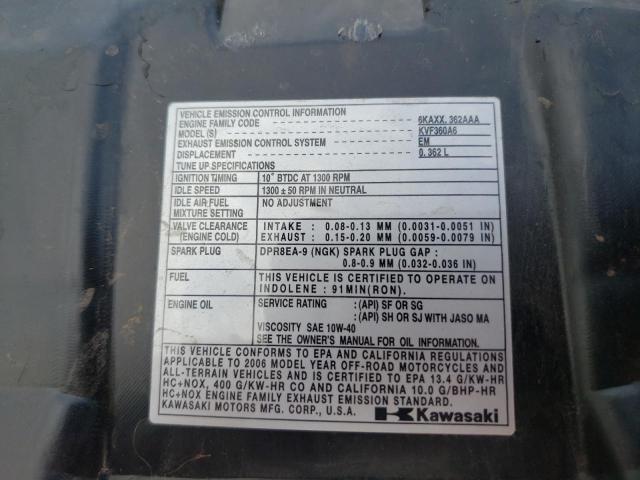 VEHICLE EMISSION CONTROL INFORMATION
ENGINE FAMILY CODE 6KAXX.362AAA
MODEL(S) KVF360A6
EXHAUST EMISSION CONTROL SYSTEM EM
DISPLACEMENT 0.362 L
TUNE UP SPECIFICATIONS
IGNITION TIMING 10° BTDC AT 1300 RPM
IDLE SPEED 1300 ± 50 RPM IN NEUTRAL
IDLE AIR/FUEL NO ADJUSTMENT
MIXTURE SETTING
VALVE CLEARANCE INTAKE : 0.08-0.13 MM (0.0031-0.0051 IN)
(ENGINE COLD) EXHAUST : 0.15-0.20 MM (0.0059-0.0079 IN)
SPARK PLUG DPR8EA-9 (NGK) SPARK PLUG GAP :
0.8-0.9 MM (0.032-0.036 IN)
FUEL THIS VEHICLE IS CERTIFIED TO OPERATE ON
INDOLENE : 91MIN(RON).
ENGINE OIL SERVICE RATING : (API) SF OR SG
: (API) SH OR SJ WITH JASO MA
VISCOSITY SAE 10W-40
SEE THE OWNER'S MANUAL FOR OIL INFORMATION.
THIS VEHICLE CONFORMS TO EPA AND CALIFORNIA REGULATIONS
APPLICABLE TO 2006 MODEL YEAR OFF-ROAD MOTORCYCLES AND
ALL-TERRAIN VEHICLES AND IS CERTIFIED TO EPA 13.4 G/KW-HR
HC+NOX, 400 G/KW-HR CO AND CALIFORNIA 10.0 G/BHP-HR
HC+NOX ENGINE FAMILY EXHAUST EMISSION STANDARD.
KAWASAKI MOTORS MFG. CORP., U.S.A. Kawasaki